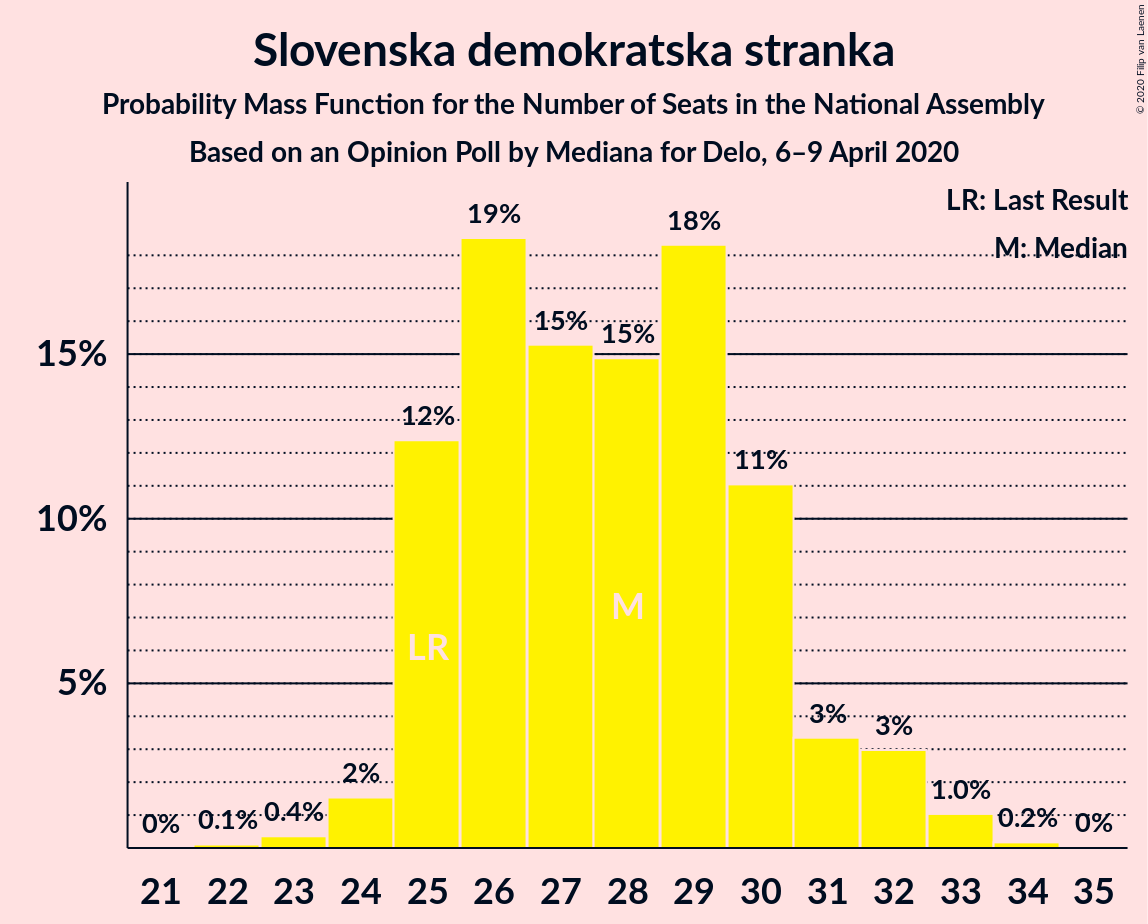 Slovenska demokratska stranka
Probability Mass Function for the Number of Seats in the National Assembly
Based on an Opinion Poll by Mediana for Delo, 6–9 April 2020
© 2020 Filip van Laenen
LR: Last Result
M: Median
15%
10%
5%
0%
0.1%
0.4%
2%
12%
19%
15%
15%
18%
11%
3%
3%
1.0%
0.2%
0%
LR
M
21 22 23 24 25 26 27 28 29 30 31 32 33 34 35